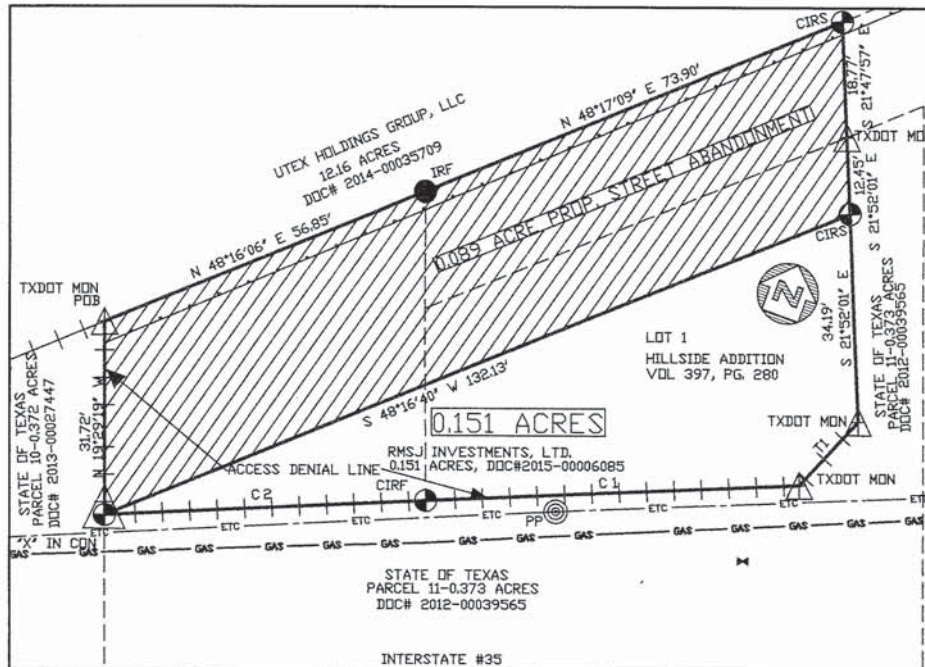 CIRS
S 21°47'57" E
18.77'
N 48°17'09" E 73.90'
UTEX HOLDINGS GROUP, LLC
12.16 ACRES
DOC# 2014-00035709
IRF
TXDOT MON
0.089 ACRE PROP. STREET ABANDONMENT
12.45'
S 21°52'01" E
N 48°16'06" E 56.85'
CIRS
TXDOT MON
POB
N
34.19'
S 21°52'01" E
STATE OF TEXAS
PARCEL 11-0.373 ACRES
DOC# 2012-00039565
LOT 1
HILLSIDE ADDITION
VOL 397, PG. 280
S 48°16'40" W 132.13'
STATE OF TEXAS
PARCEL 10-0.372 ACRES
DOC# 2013-00027447
31.72'
N 19°29'19" W
0.151 ACRES
TXDOT MON
RMSJ INVESTMENTS, LTD.
0.151 ACRES, DOC#2015-00006085
T1
ACCESS DENIAL LINE
CIRF
C2
C1
TXDOT MON
PP
ETC ETC ETC ETC ETC ETC ETC
"X" IN CON
GAS GAS GAS GAS GAS GAS GAS GAS GAS GAS
STATE OF TEXAS
PARCEL 11-0.373 ACRES
DOC# 2012-00039565
INTERSTATE #35